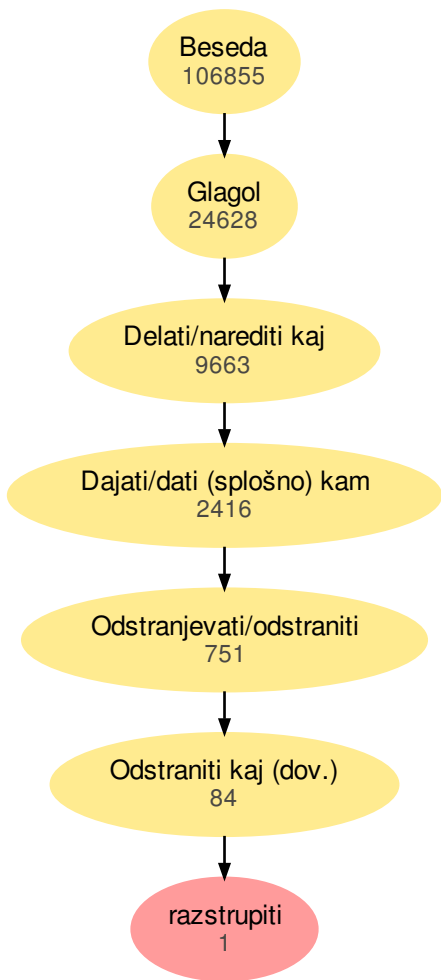 Beseda
106855
Glagol
24628
Delati/narediti kaj
9663
Dajati/dati (splošno) kam
2416
Odstranjevati/odstraniti
751
Odstraniti kaj (dov.)
84
razstrupiti
1